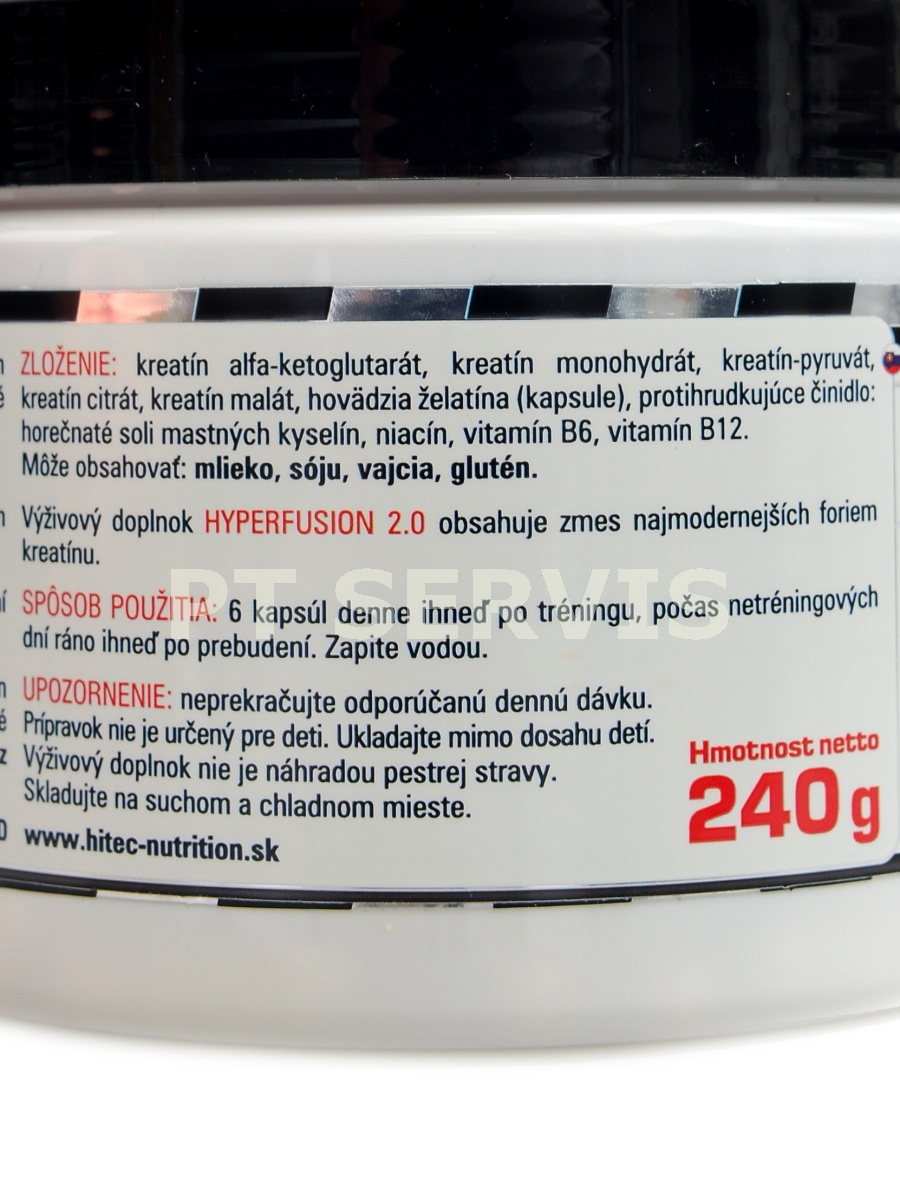 ZLOŽENIE: kreatín alfa-ketoglutarát, kreatín monohydrát, kreatín-pyruvát,
kreatín citrát, kreatín malát, hovädzia želatína (kapsule), protihrudkujúce činidlo:
horečnaté soli mastných kyselín, niacín, vitamín B6, vitamín B12.
Môže obsahovať: mlieko, sóju, vajcia, glutén.
Výživový doplnok HYPERFUSION 2.0 obsahuje zmes najmodernejších foriem
kreatínu.
PT SERVIS
SPÔSOB POUŽITIA: 6 kapsúl denne ihneď po tréningu, počas netréningových
dní ráno ihneď po prebudení. Zapite vodou.
UPOZORNENIE: neprekračujte odporúčanú dennú dávku.
Prípravok nie je určený pre deti. Ukladajte mimo dosahu detí.
Výživový doplnok nie je náhradou pestrej stravy.
Skladujte na suchom a chladnom mieste.
www.hitec-nutrition.sk
Hmotnost netto
240 g